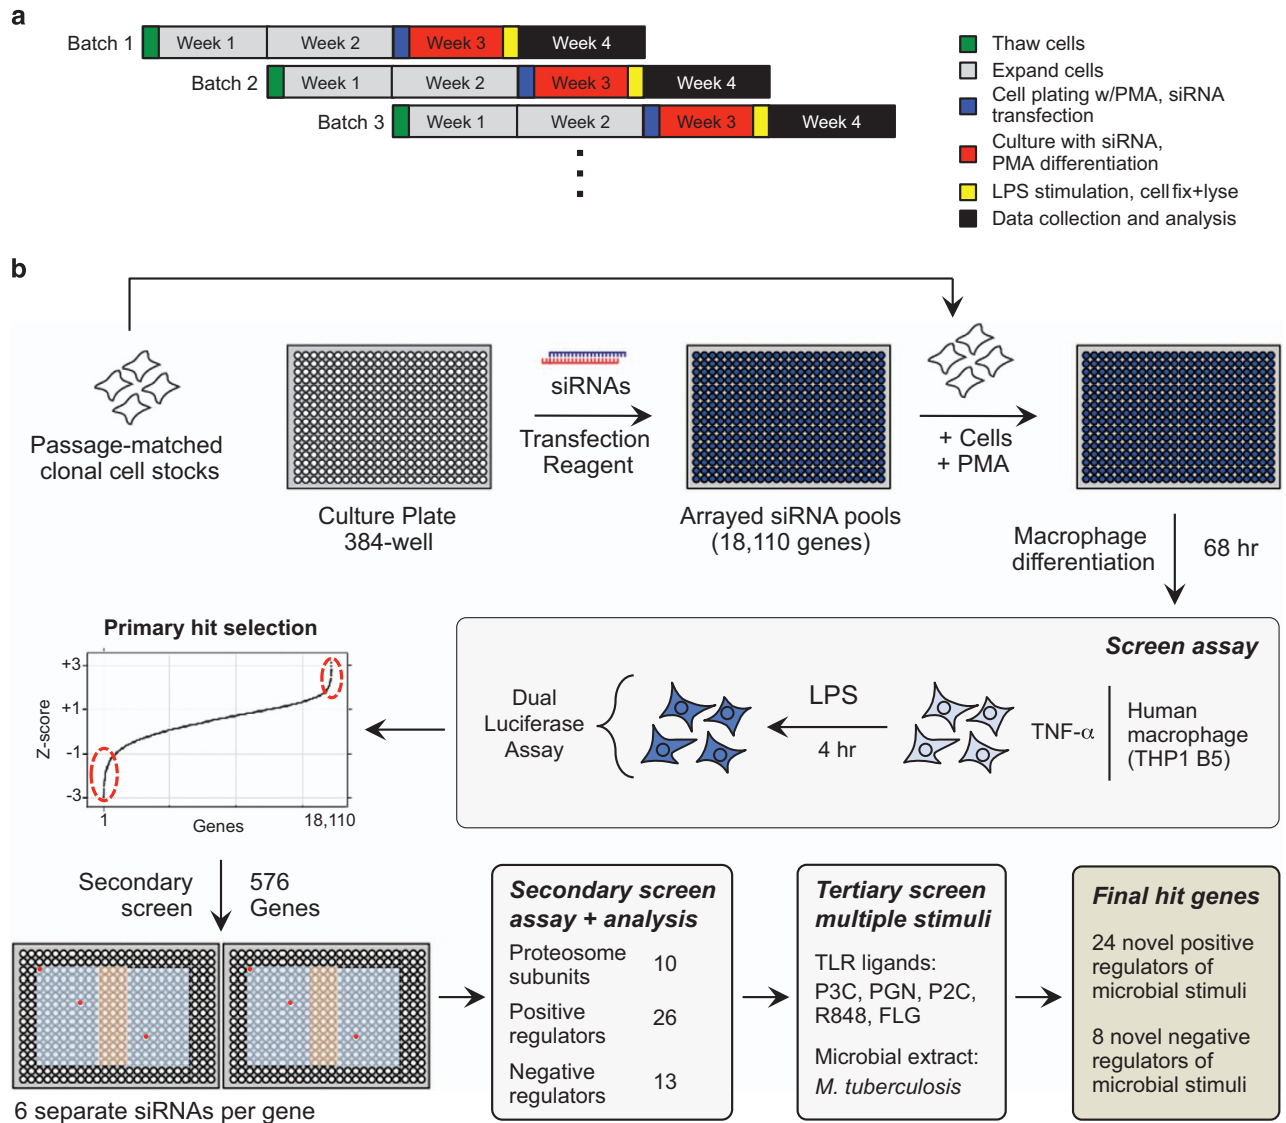 a
Batch 1
Week 1
Week 2
Week 3
Week 4
Batch 2
Week 1
Week 2
Week 3
Week 4
Batch 3
Week 1
Week 2
Week 3
Week 4
Thaw cells
Expand cells
Cell plating w/PMA, siRNA
transfection
Culture with siRNA,
PMA differentiation
LPS stimulation, cell fix+lyse
Data collection and analysis
b
Passage-matched
clonal cell stocks
Culture Plate
384-well
siRNAs
Transfection
Reagent
Arrayed siRNA pools
(18,110 genes)
+ Cells
+ PMA
Macrophage
differentiation
68 hr
Screen assay
Human
macrophage
(THP1 B5)
TNF-α
LPS
4 hr
Dual
Luciferase
Assay
Primary hit selection
Z-score
+3
+1
-1
-3
1
Genes
18,110
Secondary
screen
576
Genes
6 separate siRNAs per gene
Secondary screen
assay + analysis
Proteosome
subunits
10
Positive
regulators
26
Negative
regulators
13
Tertiary screen
multiple stimuli
TLR ligands:
P3C, PGN, P2C,
R848, FLG
Microbial extract:
M. tuberculosis
Final hit genes
24 novel positive
regulators of
microbial stimuli
8 novel negative
regulators of
microbial stimuli